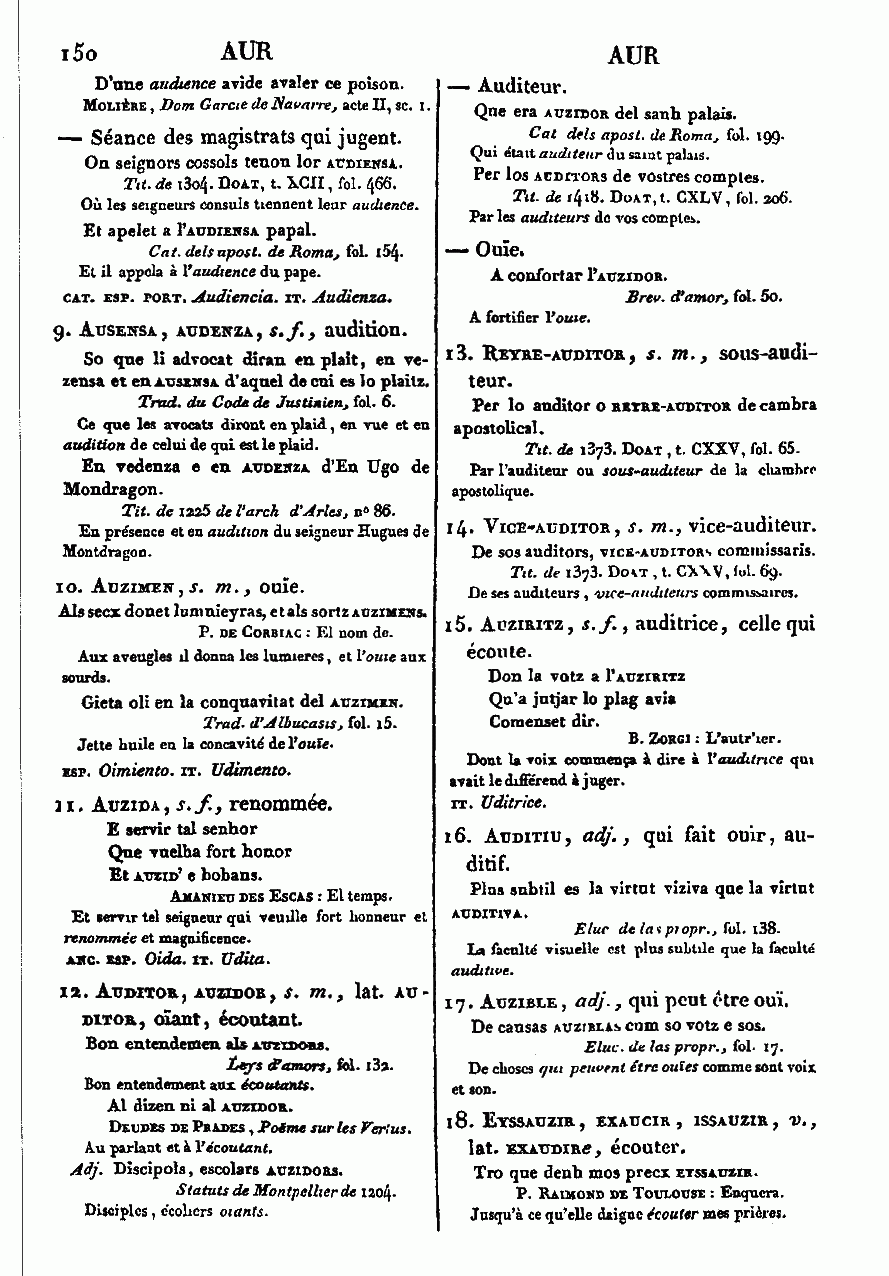 150 AUR AUR
D'une audience avide avaler ce poison.
MOLIÈRE, Dom Garcie de Navarre, acte II, sc. 1.
— Séance des magistrats qui jugent.
On seignors cossols tenon lor AUDIENSA.
Tit. de 1304. DOAT, t. XCII, fol. 466.
Où les seigneurs consuls tiennent leur audience.
Et apelet a l'AUDIENSA papal.
Cat. dels apost. de Roma, fol. 154.
Et il appela à l'audience du pape.
CAT. ESP. PORT. Audiencia. IT. Audienza.
9. AUSENSA, AUDENZA, s. f., audition.
So que li advocat diran en plait, en ve-
zensa et en AUSENSA d'aquel de cui es lo plaitz.
Trad. du Code de Justinien, fol. 6.
Ce que les avocats diront en plaid, en vue et en
audition de celui de qui est le plaid.
En vedenza e en AUDENZA d'En Ugo de
Mondragon.
Tit. de 1225 de l'arch d'Arles, n° 86.
En présence et en audition du seigneur Hugues de
Montdragon.
10. AUZIMEN, s. m., ouïe.
Als secx donet lumnieyras, et als sortz AUZIMENS.
P. DE CORBIAC : El nom de.
Aux aveugles il donna les lumieres, et l'ouïe aux
sourds.
Gieta oli en la conquavitat del AUZIMEN.
Trad. d'Albucasis, fol. 15.
Jette huile en la concavité de l'ouïe.
ESP. Oimiento. IT. Udimento.
11. AUZIDA, s. f., renommée.
E servir tal senhor
Que vuelha fort honor
Et AUZID' e bobans.
AMANIEU DES ESCAS : El temps.
Et servir tel seigneur qui veuille fort honneur et
renommée et magnificence.
ANC. ESP. Oida. IT. Udita.
12. AUDITOR, AUZIDOR, s. m., lat. AU-
DITOR, oïant, écoutant.
Bon entendemen als AUZIDORS.
Leys d'amors, fol. 132.
Bon entendement aux écoutants.
Al dizen ni al AUZIDOR.
DEUDES DE PRADES, Poëme sur les Vertus.
Au parlant et à l'écoutant.
Adj. Discipols, escolars AUZIDORS.
Statuts de Montpellier de 1204.
Disciples, écoliers oiants.
— Auditeur.
Que era AUZIDOR del sanh palais.
Cat dels apost. de Roma, fol. 199.
Qui était auditeur du saint palais.
Per los AUDITORS de vostres comptes.
Tit. de 1418. DOAT, t. CXLV, fol. 206.
Par les auditeurs de vos comptes.
— Ouïe.
A confortar l'AUZIDOR.
Brev. d'amor, fol. 50.
A fortifier l'ouïe.
13. REYRE-AUDITOR, s. m., sous-audi-
teur.
Per lo auditor o RETRE-AUDITOR de cambra
apostolical.
Tit. de 1373. DOAT, t. CXXV, fol. 65.
Par l'auditeur ou sous-auditeur de la chambre
apostolique.
14. VICE-AUDITOR, s. m., vice-auditeur.
De sos auditors, VICE-AUDITORS commissaris.
Tit. de 1373. DOAT, t. CXXV, fol. 69.
De ses auditeurs, vice-auditeurs commissaires.
15. AUZIRITZ, s. f., auditrice, celle qui
écoute.
Don la votz a l'AUZIRITZ
Qu'a jutjar lo plag avia
Comenset dir.
B. ZORGI : L'autr'ier.
Dont la voix commença à dire à l'auditrice qui
avait le différend à juger.
IT. Uditrice.
16. AUDITIU, adj., qui fait ouir, au-
ditif.
Plus subtil es la virtut viziva que la virtut
AUDITIVA.
Eluc de las propr., fol. 138.
La faculté visuelle est plus subtile que la faculté
auditive.
17. AUZIBLE, adj., qui peut être ouï.
De causas AUZIBLAS cum so votz e sos.
Eluc. de las propr., fol. 17.
De choses qui peuvent être ouïes comme sont voix
et son.
18. EYSSAUZIR, EXAUCIR, ISSAUZIR, v.,
lat. EXAUDIRe, écouter.
Tro que denh mos precx EYSSAUZIR.
P. RAIMOND DE TOULOUSE : Enquera.
Jusqu'à ce qu'elle daigne écouter mes prières.